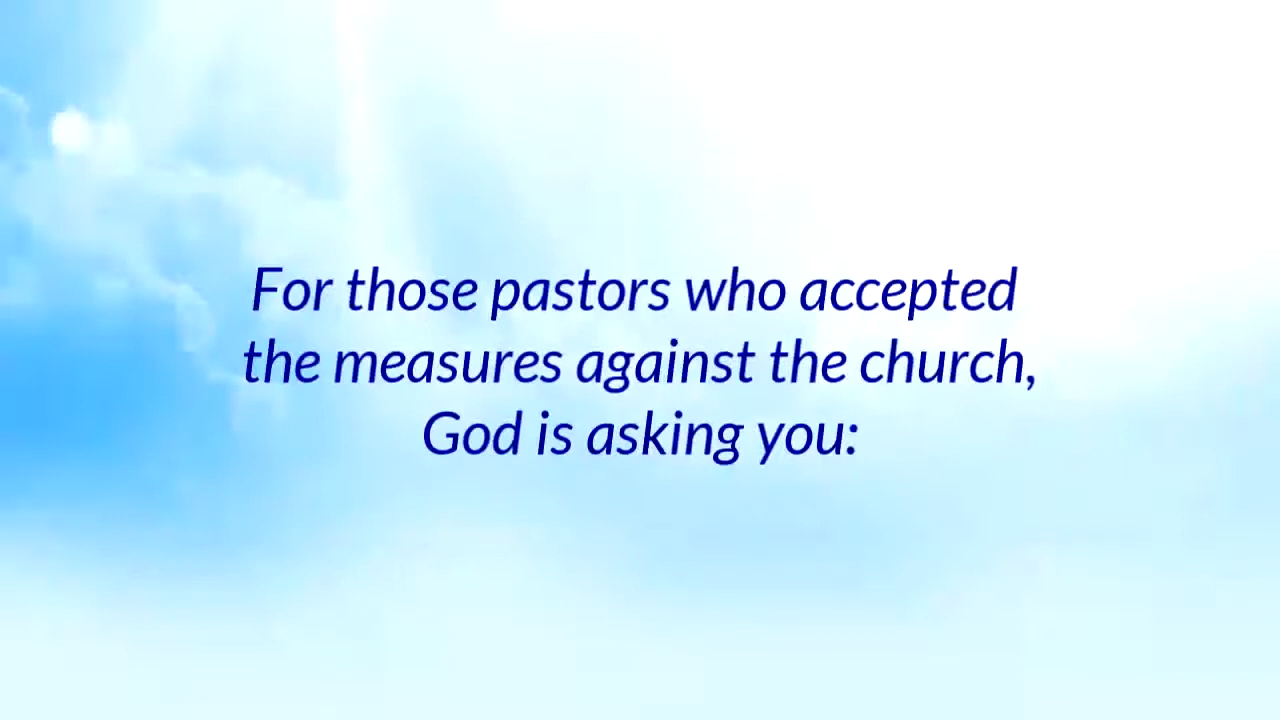 For those pastors who accepted
the measures against the church,
God is asking you: